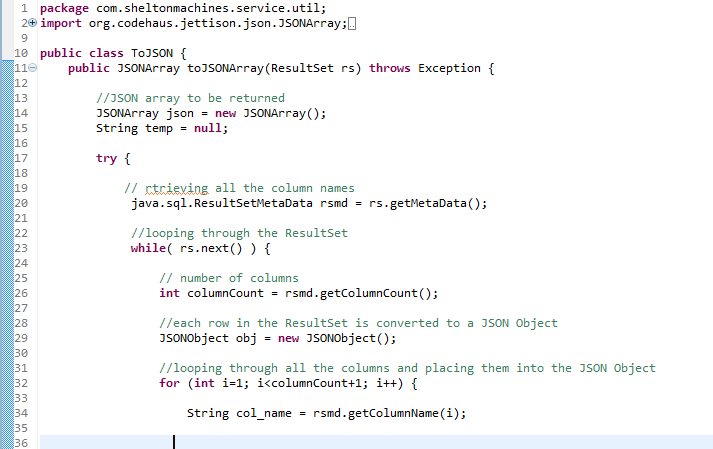 1 package com.sheltonmachines.service.util;
2 import org.codehaus.jettison.json.JSONArray;
9
10 public class ToJSON {
11 public JSONArray toJSONArray(ResultSet rs) throws Exception {
12
13 //JSON array to be returned
14 JSONArray json = new JSONArray();
15 String temp = null;
16
17 try {
18
19 // rtrieving all the column names
20 java.sql.ResultSetMetaData rsmd = rs.getMetaData();
21
22 //looping through the ResultSet
23 while( rs.next() ) {
24
25 // number of columns
26 int columnCount = rsmd.getColumnCount();
27
28 //each row in the ResultSet is converted to a JSON Object
29 JSONObject obj = new JSONObject();
30
31 //looping through all the columns and placing them into the JSON Object
32 for (int i=1; i<columnCount+1; i++) {
33
34 String col_name = rsmd.getColumnName(i);
35
36